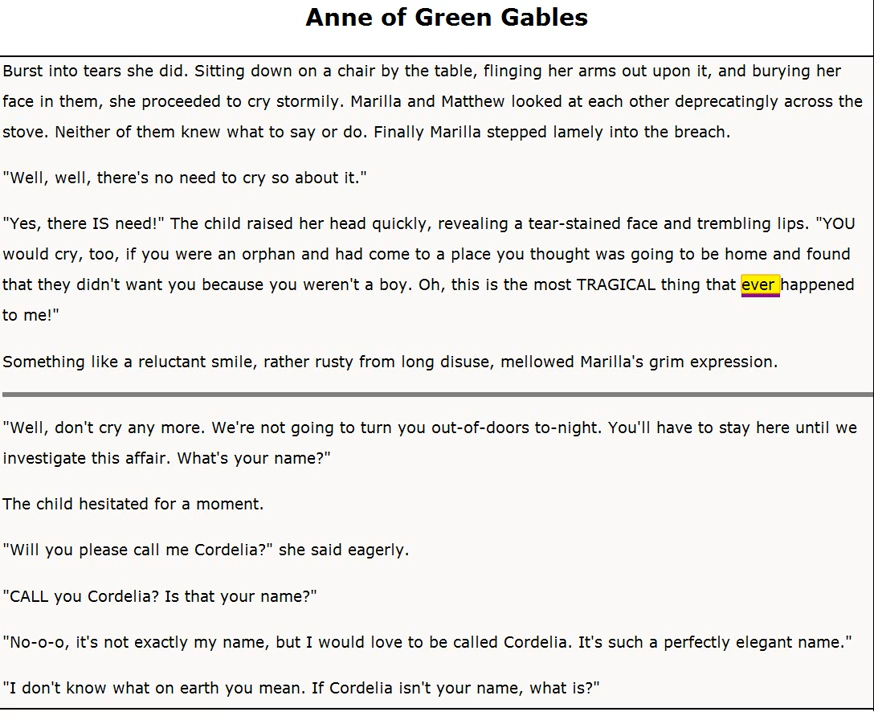 Anne of Green Gables
Burst into tears she did. Sitting down on a chair by the table, flinging her arms out upon it, and burying her
face in them, she proceeded to cry stormily. Marilla and Matthew looked at each other deprecatingly across the
stove. Neither of them knew what to say or do. Finally Marilla stepped lamely into the breach.
"Well, well, there's no need to cry so about it."
"Yes, there IS need!" The child raised her head quickly, revealing a tear-stained face and trembling lips. "YOU
would cry, too, if you were an orphan and had come to a place you thought was going to be home and found
that they didn't want you because you weren't a boy. Oh, this is the most TRAGICAL thing that ever happened
to me!"
Something like a reluctant smile, rather rusty from long disuse, mellowed Marilla's grim expression.
"Well, don't cry any more. We're not going to turn you out-of-doors to-night. You'll have to stay here until we
investigate this affair. What's your name?"
The child hesitated for a moment.
"Will you please call me Cordelia?" she said eagerly.
"CALL you Cordelia? Is that your name?"
"No-o-o, it's not exactly my name, but I would love to be called Cordelia. It's such a perfectly elegant name."
"I don't know what on earth you mean. If Cordelia isn't your name, what is?"